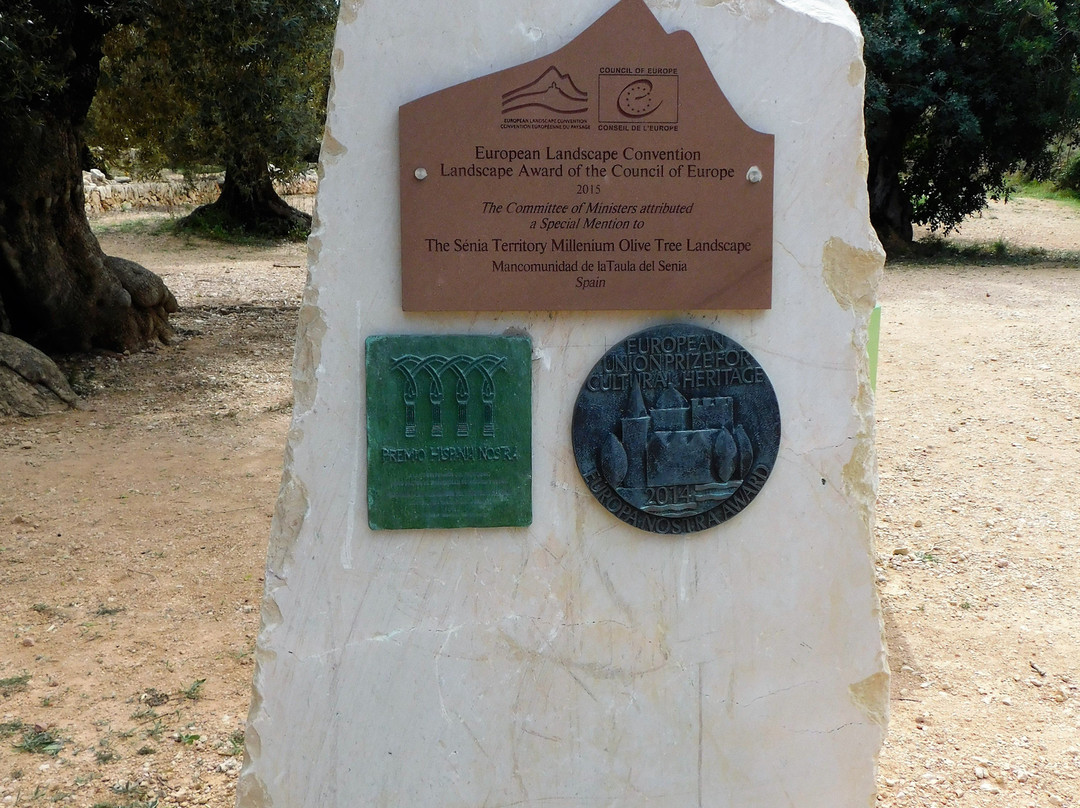 COUNCIL OF EUROPE
EUROPEAN LANDSCAPE CONVENTION
CONVENTION EUROPÉENNE DU PAYSAGE
CONSEIL DE L'EUROPE
European Landscape Convention
Landscape Award of the Council of Europe
2015
The Committee of Ministers attributed
a Special Mention to
The Sénia Territory Millenium Olive Tree Landscape
Mancomunidad de laTaula del Sénia
Spain
PREMIO HISPANIA NOSTRA
EUROPEAN
UNION PRIZE FOR
CULTURAL HERITAGE
2014
EUROPA NOSTRA AWARD